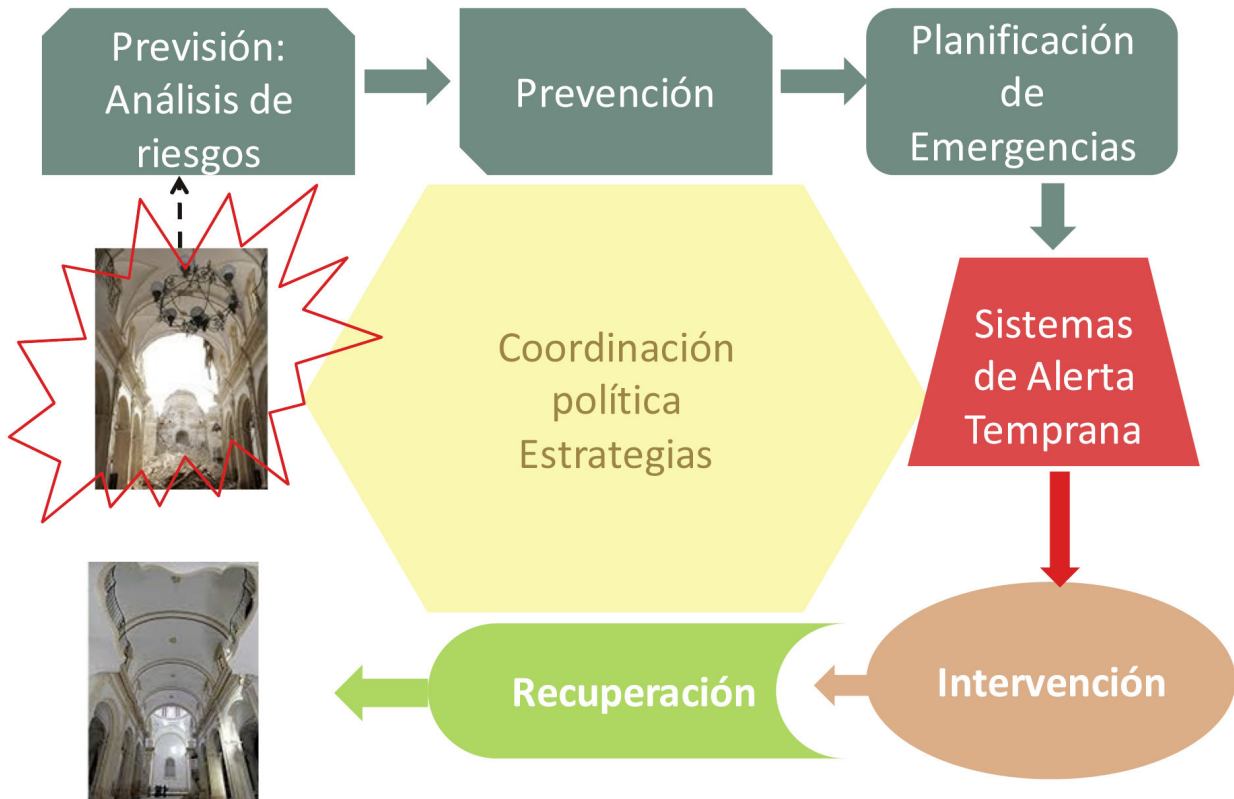 Previsión:
Análisis de
riesgos
Prevención
Planificación
de
Emergencias
Coordinación
política
Estrategias
Sistemas
de Alerta
Temprana
Recuperación
Intervención